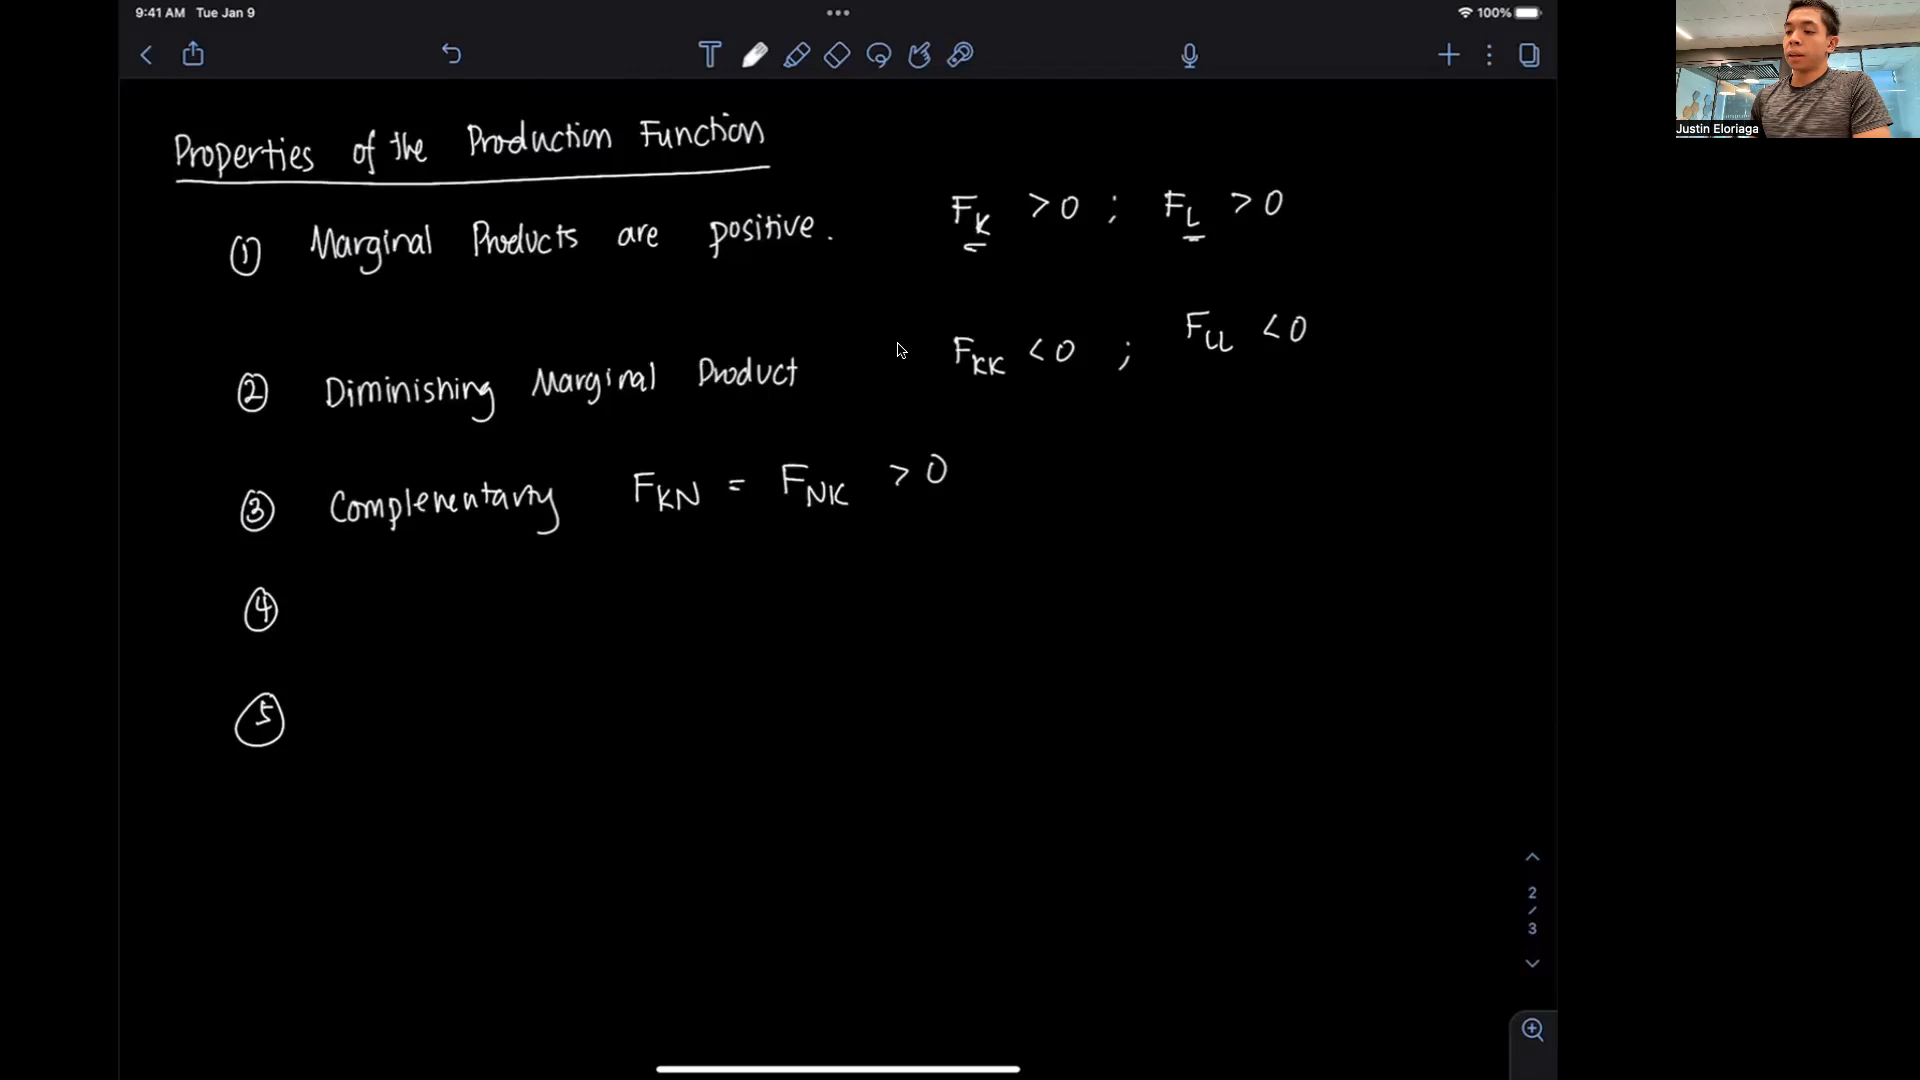 9:41 AM Tue Jan 9
100%
Properties of the Production Function
① Marginal Products are positive. F_K > 0 ; F_L > 0
② Diminishing Marginal Product F_KK < 0 ; F_LL < 0
③ Complementarity F_KN = F_NK > 0
④
⑤
2
/
3
Justin Eloriaga